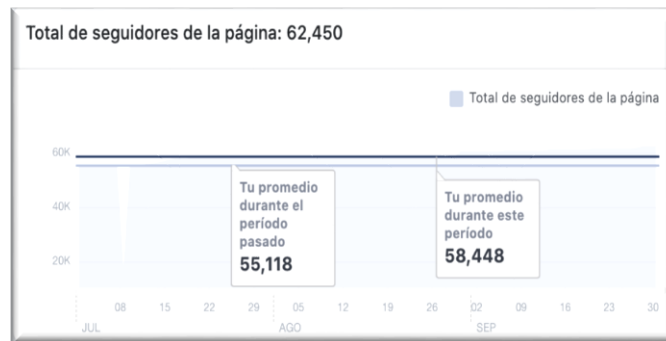 Total de seguidores de la página: 62,450
Total de seguidores de la página
60K
40K
20K
Tu promedio
durante el
período
pasado
55,118
Tu promedio
durante este
período
58,448
08 15 22 29 05 12 19 26 02 09 16 23 30
JUL AGO SEP